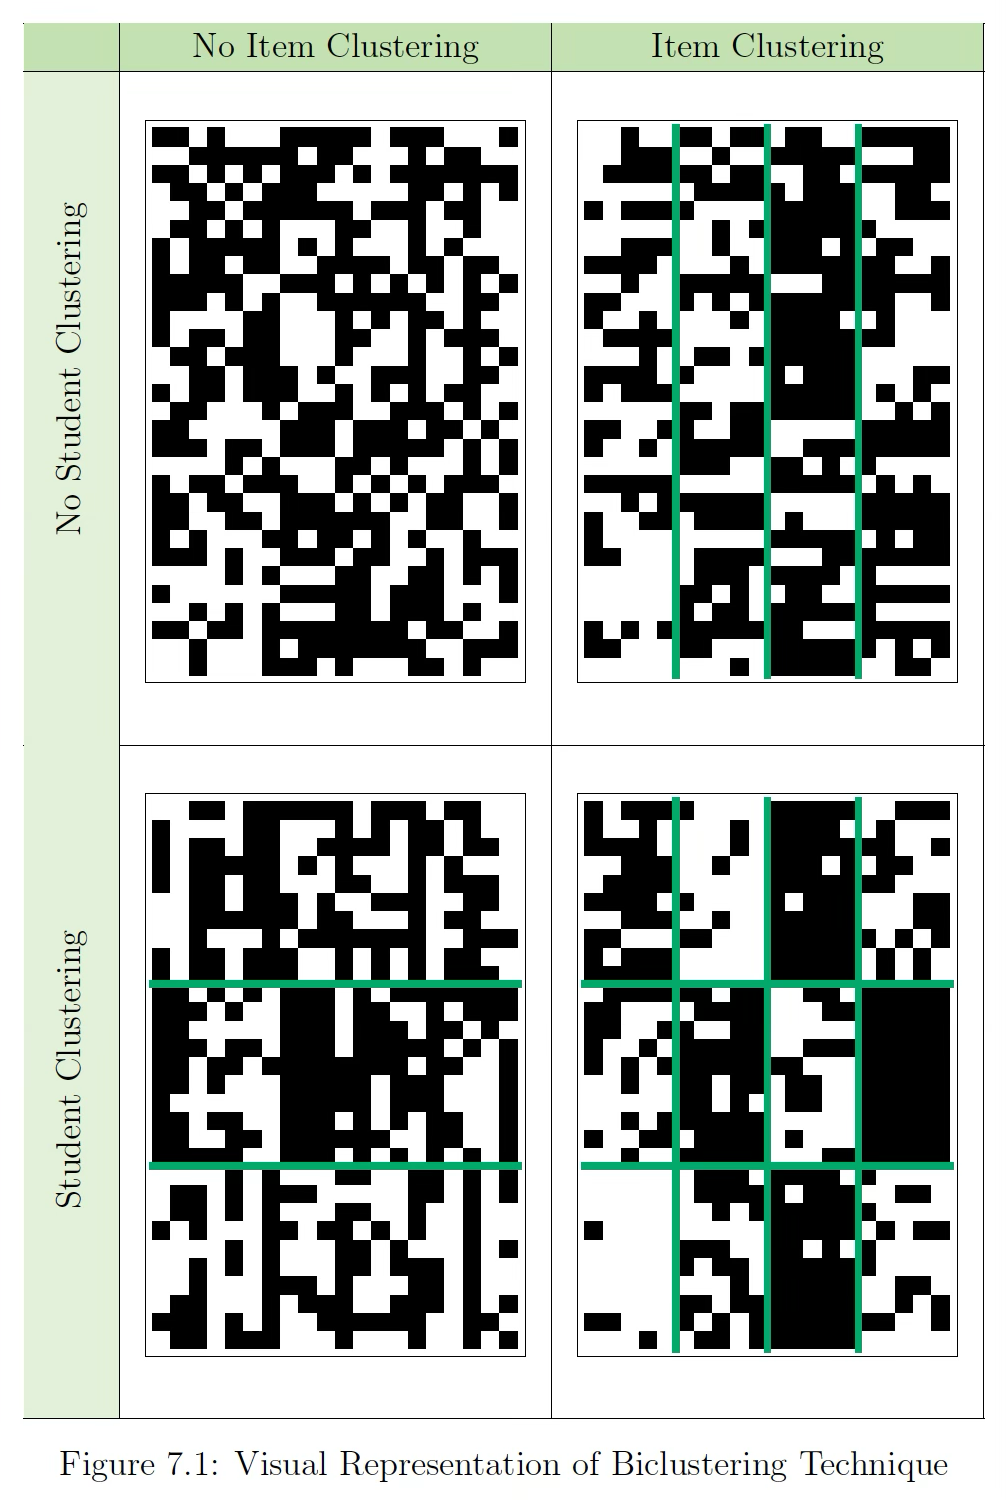 No Item Clustering
Item Clustering
No Student Clustering
Student Clustering
Figure 7.1: Visual Representation of Biclustering Technique